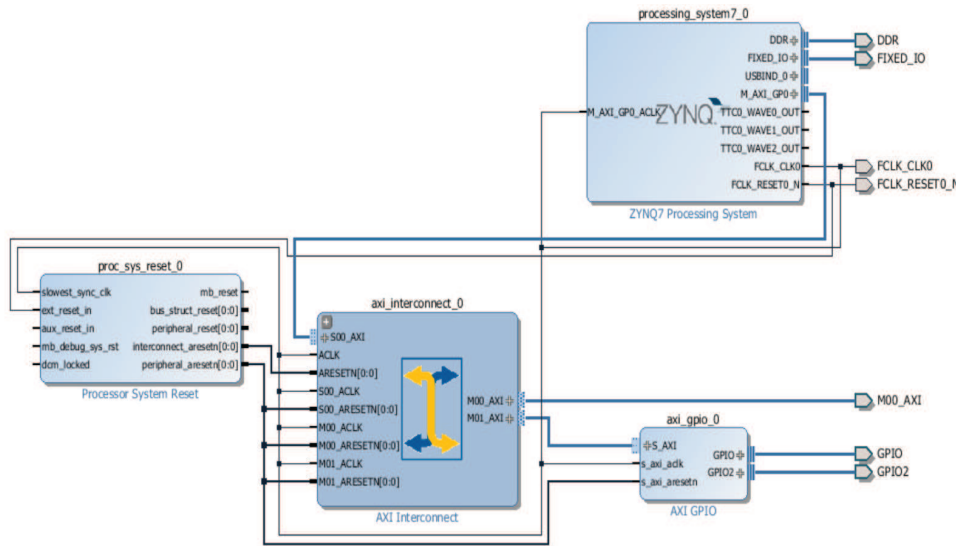 processing_system7_0
DDR
FIXED_IO
USBIND_0
M_AXI_GP0
M_AXI_GP0_ACLK
ZYNQ
TTC0_WAVE0_OUT
TTC0_WAVE1_OUT
TTC0_WAVE2_OUT
FCLK_CLK0
FCLK_RESET0_N
ZYNQ7 Processing System
DDR
FIXED_IO
FCLK_CLK0
FCLK_RESET0_N
proc_sys_reset_0
slowest_sync_clk
ext_reset_in
aux_reset_in
mb_debug_sys_rst
dcm_locked
mb_reset
bus_struct_reset[0:0]
peripheral_reset[0:0]
interconnect_aresetn[0:0]
peripheral_aresetn[0:0]
Processor System Reset
axi_interconnect_0
S00_AXI
ACLK
ARESETN[0:0]
S00_ACLK
S00_ARESETN[0:0]
M00_ACLK
M00_ARESETN[0:0]
M01_ACLK
M01_ARESETN[0:0]
M00_AXI
M01_AXI
AXI Interconnect
axi_gpio_0
S_AXI
s_axi_aclk
s_axi_aresetn
GPIO
GPIO2
AXI GPIO
M00_AXI
GPIO
GPIO2